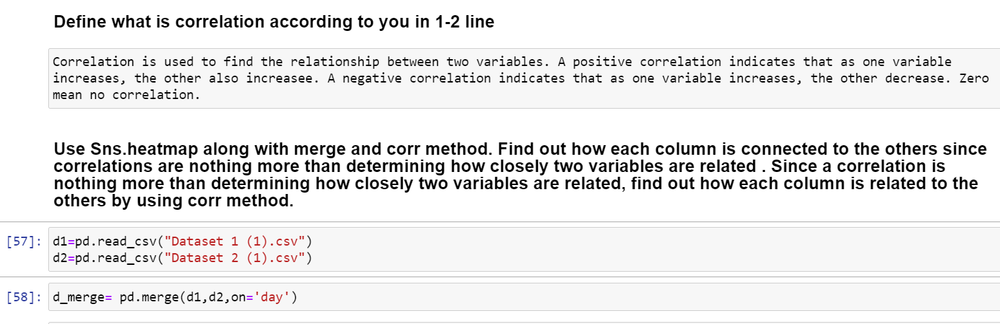 Define what is correlation according to you in 1-2 line
Correlation is used to find the relationship between two variables. A positive correlation indicates that as one variable
increases, the other also increasee. A negative correlation indicates that as one variable increases, the other decrease. Zero
mean no correlation.
Use Sns.heatmap along with merge and corr method. Find out how each column is connected to the others since
correlations are nothing more than determining how closely two variables are related . Since a correlation is
nothing more than determining how closely two variables are related, find out how each column is related to the
others by using corr method.
[57]: d1=pd.read_csv("Dataset 1 (1).csv")
d2=pd.read_csv("Dataset 2 (1).csv")
[58]: d_merge= pd.merge(d1,d2,on='day')